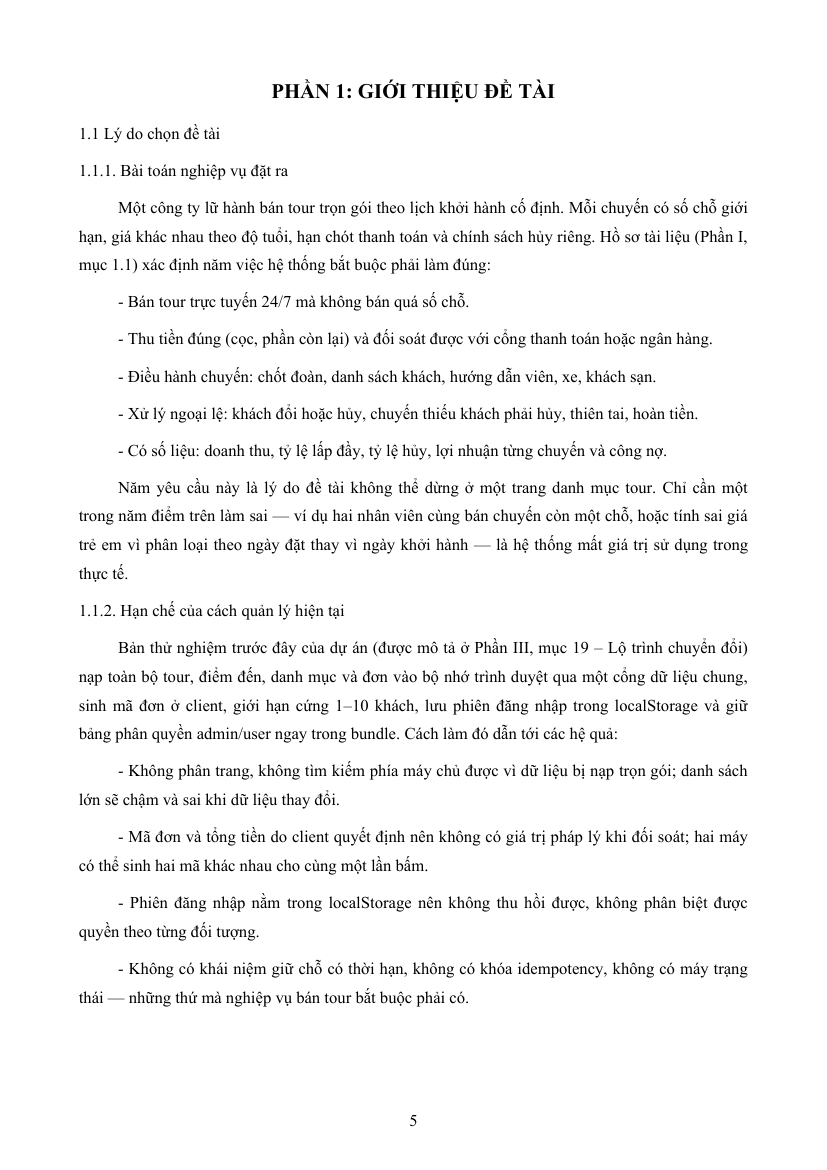 PHẦN 1: GIỚI THIỆU ĐỀ TÀI
1.1 Lý do chọn đề tài
1.1.1. Bài toán nghiệp vụ đặt ra
Một công ty lữ hành bán tour trọn gói theo lịch khởi hành cố định. Mỗi chuyến có số chỗ giới
hạn, giá khác nhau theo độ tuổi, hạn chót thanh toán và chính sách hủy riêng. Hồ sơ tài liệu (Phần I,
mục 1.1) xác định năm việc hệ thống bắt buộc phải làm đúng:
- Bán tour trực tuyến 24/7 mà không bán quá số chỗ.
- Thu tiền đúng (cọc, phần còn lại) và đối soát được với cổng thanh toán hoặc ngân hàng.
- Điều hành chuyến: chốt đoàn, danh sách khách, hướng dẫn viên, xe, khách sạn.
- Xử lý ngoại lệ: khách đổi hoặc hủy, chuyến thiếu khách phải hủy, thiên tai, hoàn tiền.
- Có số liệu: doanh thu, tỷ lệ lấp đầy, tỷ lệ hủy, lợi nhuận từng chuyến và công nợ.
Năm yêu cầu này là lý do đề tài không thể dừng ở một trang danh mục tour. Chỉ cần một
trong năm điểm trên làm sai — ví dụ hai nhân viên cùng bán chuyến còn một chỗ, hoặc tính sai giá
trẻ em vì phân loại theo ngày đặt thay vì ngày khởi hành — là hệ thống mất giá trị sử dụng trong
thực tế.
1.1.2. Hạn chế của cách quản lý hiện tại
Bản thử nghiệm trước đây của dự án (được mô tả ở Phần III, mục 19 – Lộ trình chuyển đổi)
nạp toàn bộ tour, điểm đến, danh mục và đơn vào bộ nhớ trình duyệt qua một cổng dữ liệu chung,
sinh mã đơn ở client, giới hạn cứng 1–10 khách, lưu phiên đăng nhập trong localStorage và giữ
bảng phân quyền admin/user ngay trong bundle. Cách làm đó dẫn tới các hệ quả:
- Không phân trang, không tìm kiếm phía máy chủ được vì dữ liệu bị nạp trọn gói; danh sách
lớn sẽ chậm và sai khi dữ liệu thay đổi.
- Mã đơn và tổng tiền do client quyết định nên không có giá trị pháp lý khi đối soát; hai máy
có thể sinh hai mã khác nhau cho cùng một lần bấm.
- Phiên đăng nhập nằm trong localStorage nên không thu hồi được, không phân biệt được
quyền theo từng đối tượng.
- Không có khái niệm giữ chỗ có thời hạn, không có khóa idempotency, không có máy trạng
thái — những thứ mà nghiệp vụ bán tour bắt buộc phải có.
5